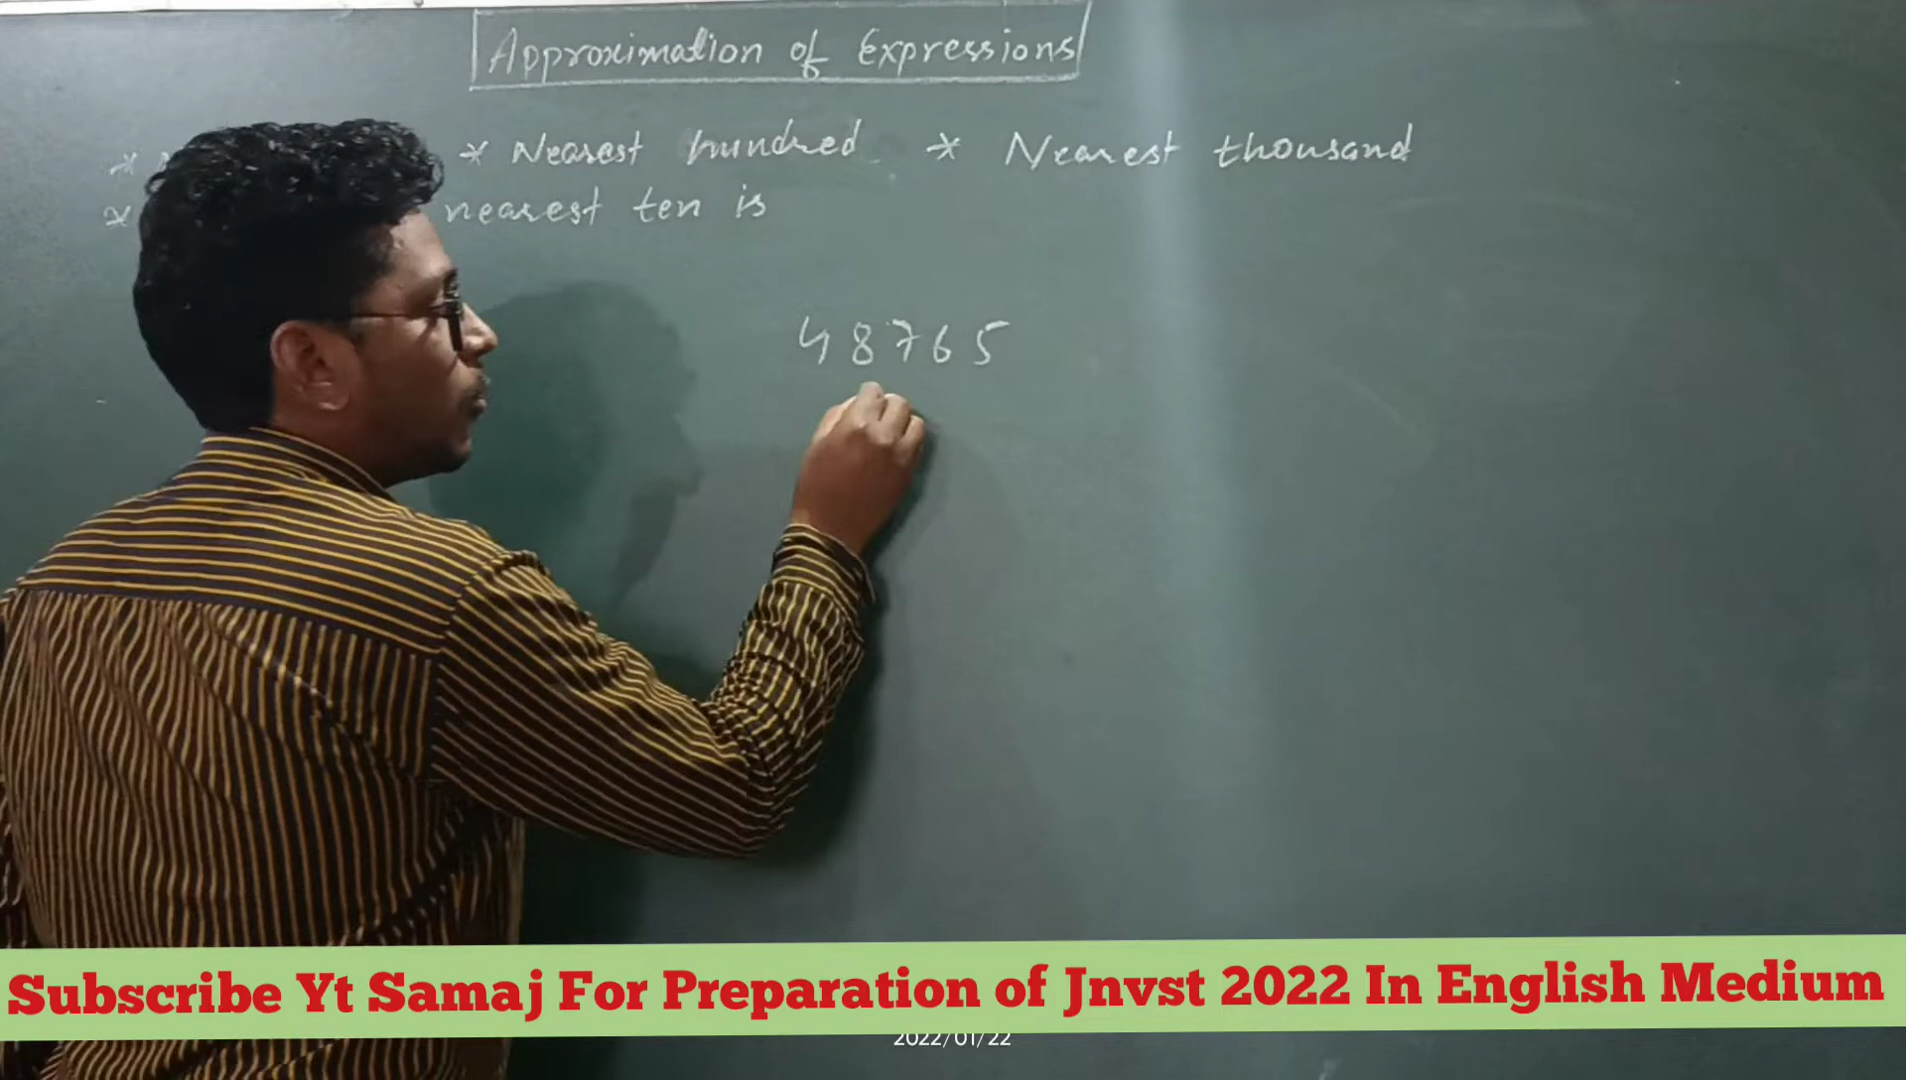 Approximation of Expressions
* * Nearest hundred * Nearest thousand
* nearest ten is
48765
Subscribe Yt Samaj For Preparation of Jnvst 2022 In English Medium
2022/01/22